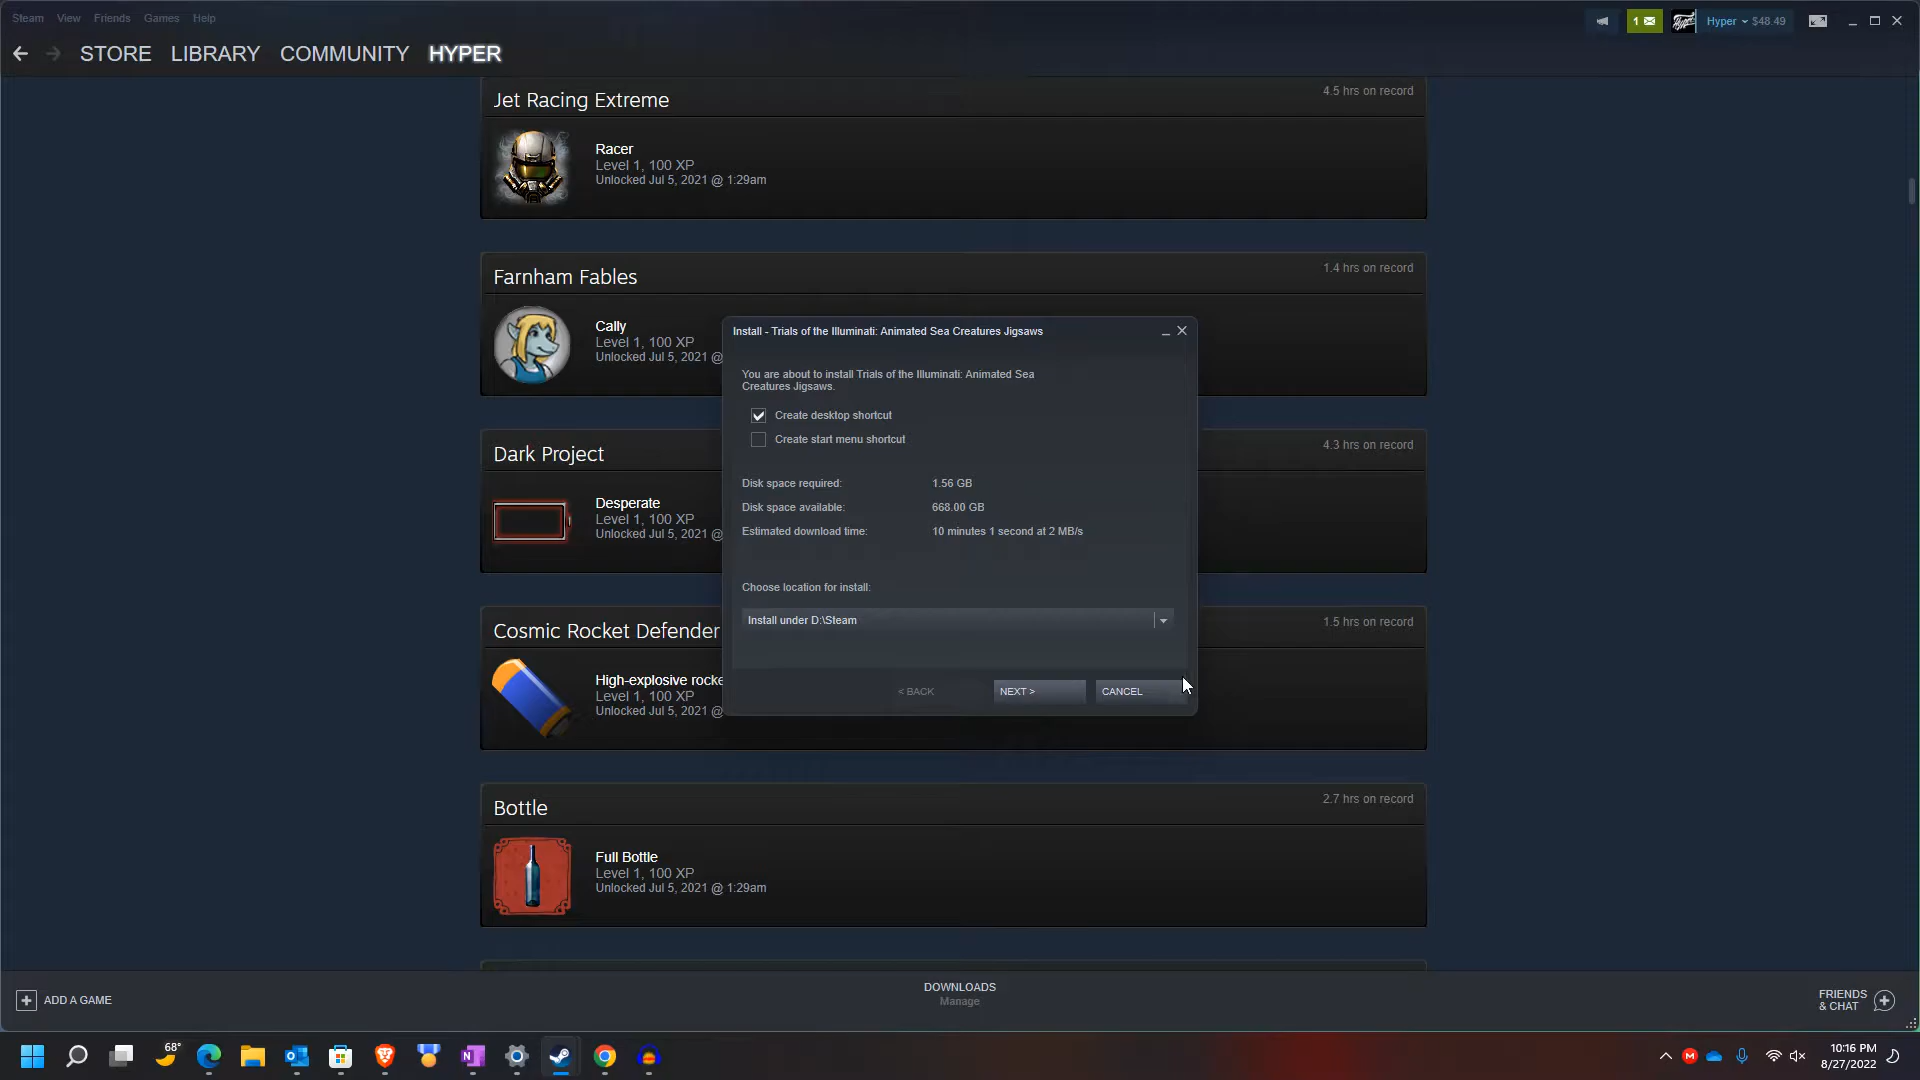 Steam View Friends Games Help
1
Hyper $48.49
STORE LIBRARY COMMUNITY HYPER
Jet Racing Extreme
4.5 hrs on record
Racer
Level 1, 100 XP
Unlocked Jul 5, 2021 @ 1:29am
Farnham Fables
1.4 hrs on record
Cally
Level 1, 100 XP
Unlocked Jul 5, 2021 @
Install - Trials of the Illuminati: Animated Sea Creatures Jigsaws
You are about to install Trials of the Illuminati: Animated Sea
Creatures Jigsaws.
Create desktop shortcut
Create start menu shortcut
Disk space required: 1.56 GB
Disk space available: 668.00 GB
Estimated download time: 10 minutes 1 second at 2 MB/s
Choose location for install:
Install under D:\Steam
< BACK NEXT > CANCEL
Dark Project
4.3 hrs on record
Desperate
Level 1, 100 XP
Unlocked Jul 5, 2021 @
Cosmic Rocket Defender
1.5 hrs on record
High-explosive rocke
Level 1, 100 XP
Unlocked Jul 5, 2021 @
Bottle
2.7 hrs on record
Full Bottle
Level 1, 100 XP
Unlocked Jul 5, 2021 @ 1:29am
ADD A GAME
DOWNLOADS
Manage
FRIENDS
& CHAT
68°
10:16 PM
8/27/2022